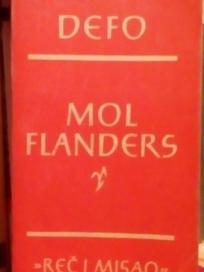 DEFO
MOL
FLANDERS
»REČ I MISAO«